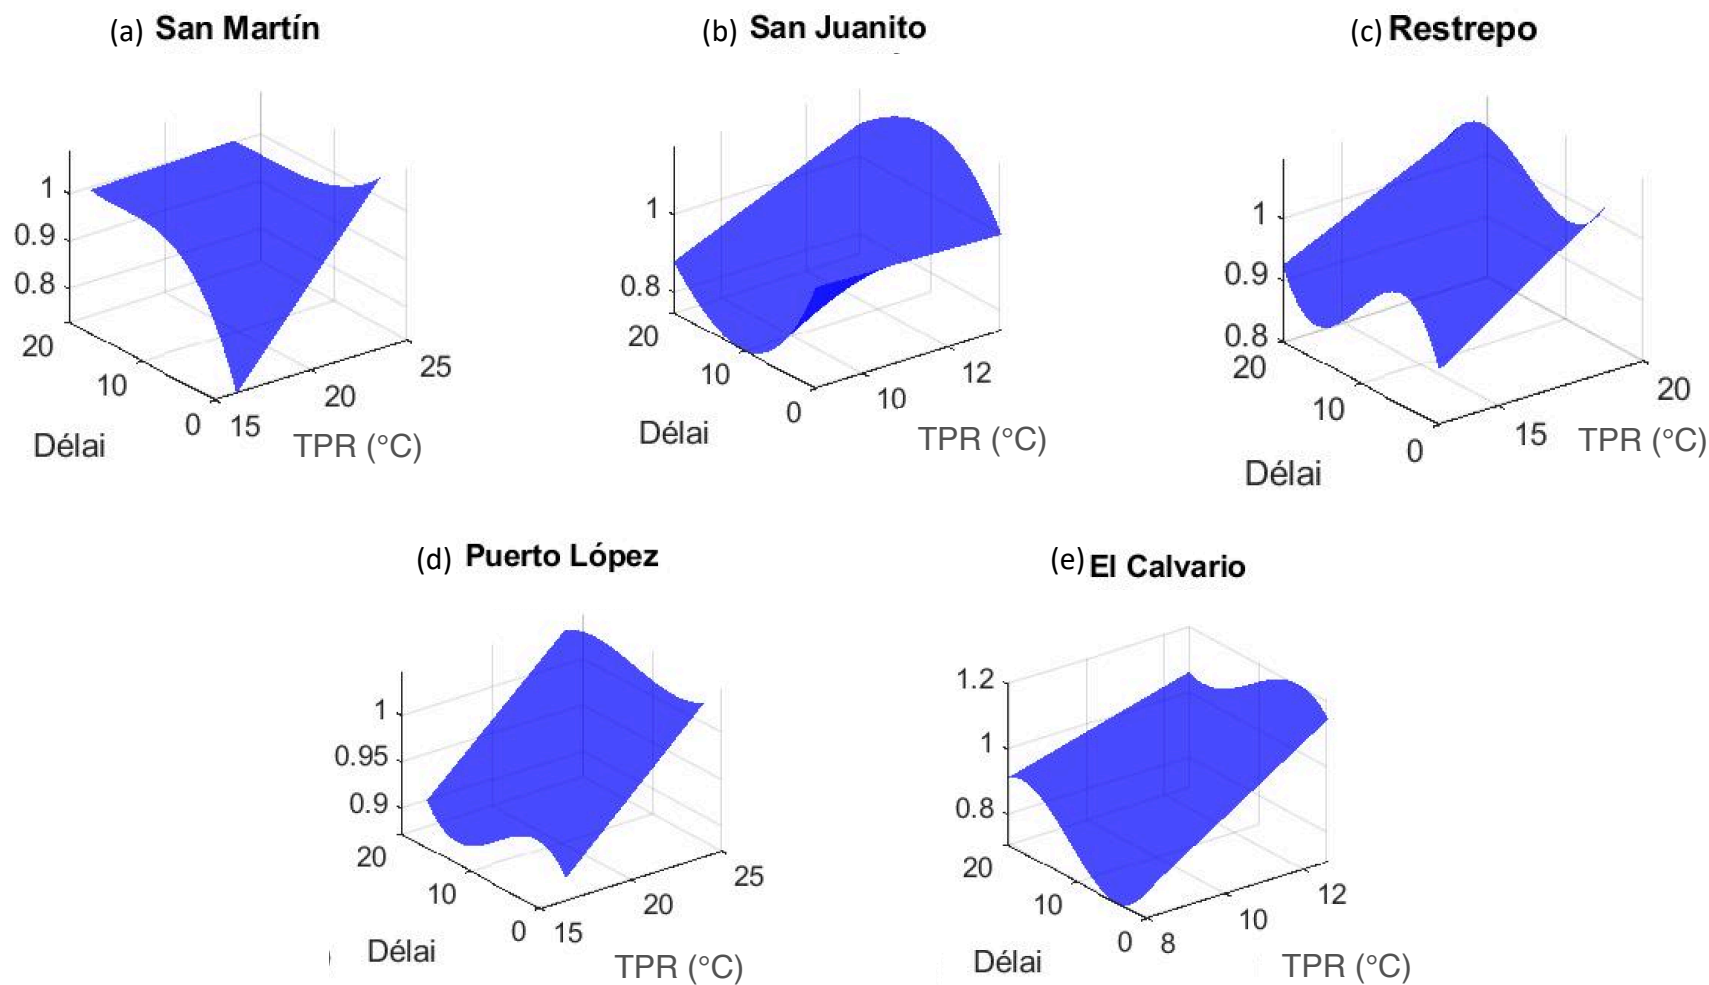 (a) San Martín
1
0.9
0.8
20
10
0
15
20
25
Délai
TPR (°C)
(b) San Juanito
1
0.8
20
10
0
10
12
Délai
TPR (°C)
(c) Restrepo
1
0.9
0.8
20
10
0
15
20
Délai
TPR (°C)
(d) Puerto López
1
0.95
0.9
20
10
0
15
20
25
Délai
TPR (°C)
(e) El Calvario
1.2
1
0.8
20
10
0
8
10
12
Délai
TPR (°C)